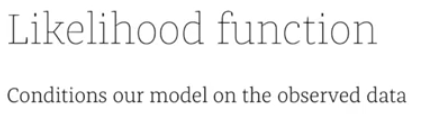 Likelihood function
Conditions our model on the observed data